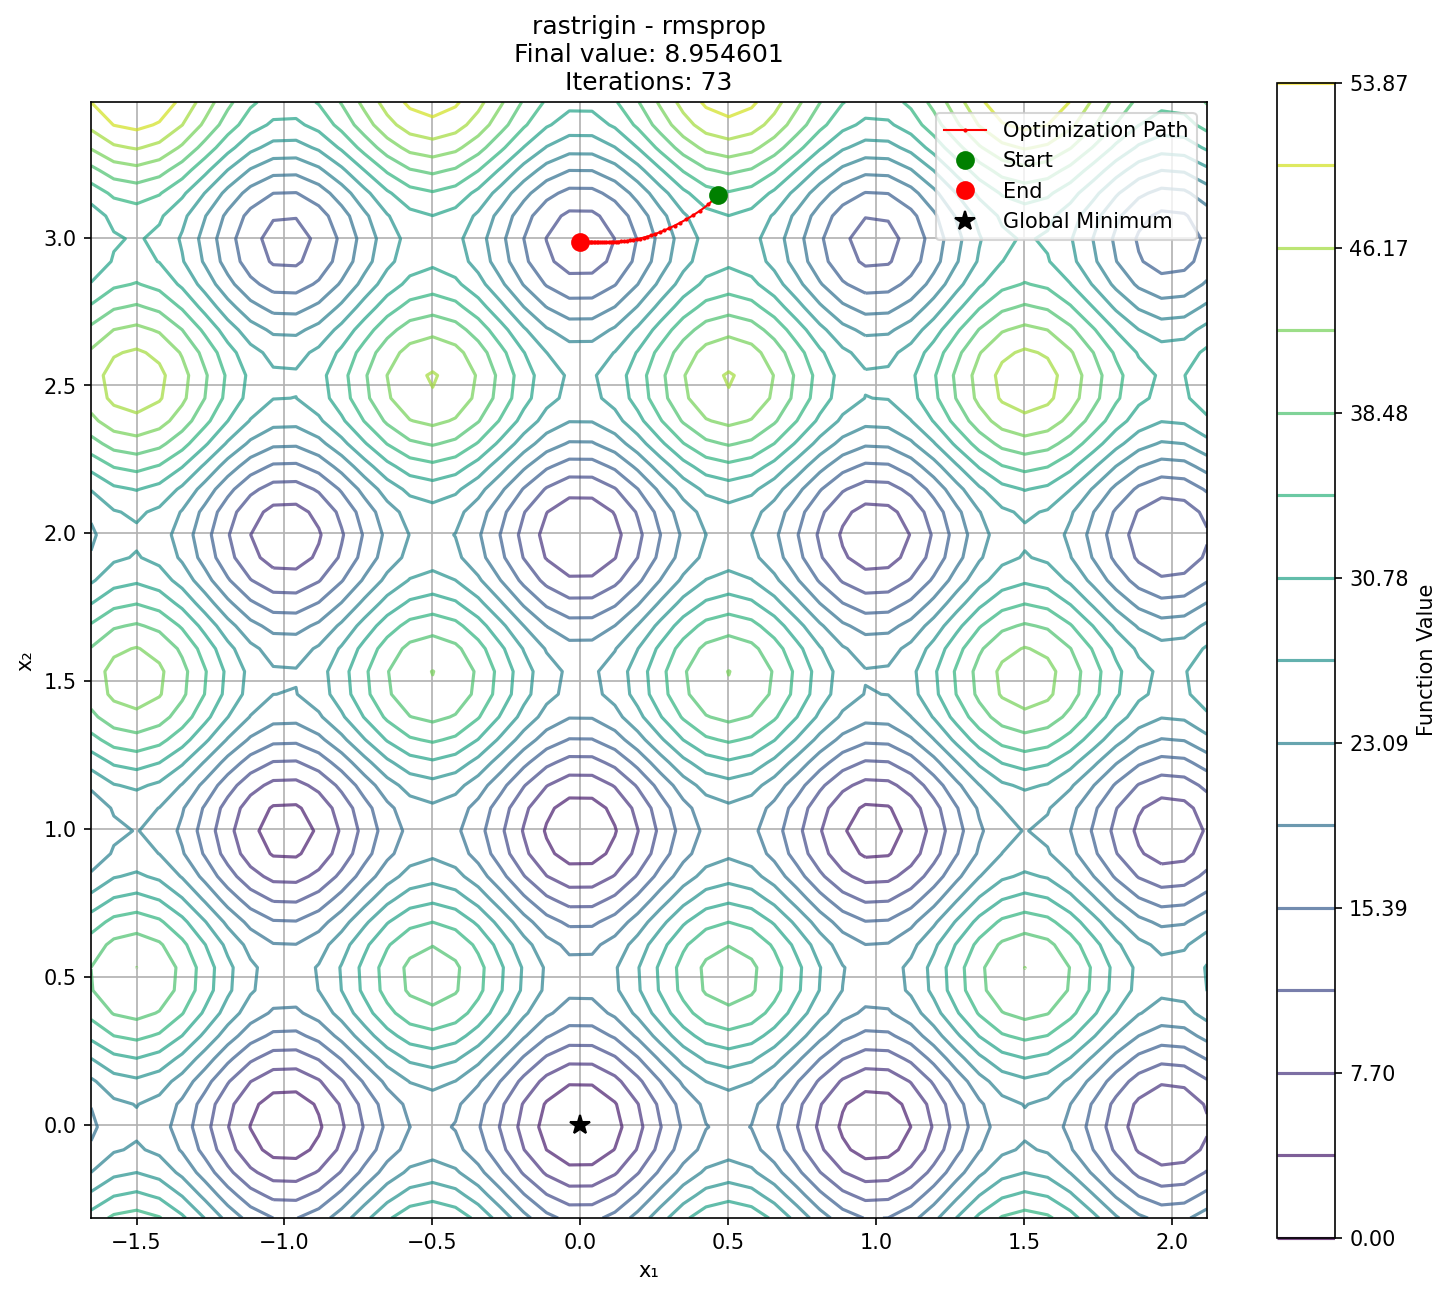 rastrigin - rmsprop
Final value: 8.954601
Iterations: 73
Optimization Path
Start
End
Global Minimum
3.0
2.5
2.0
1.5
1.0
0.5
0.0
x₂
−1.5
−1.0
−0.5
0.0
0.5
1.0
1.5
2.0
x₁
53.87
46.17
38.48
30.78
23.09
15.39
7.70
0.00
Function Value